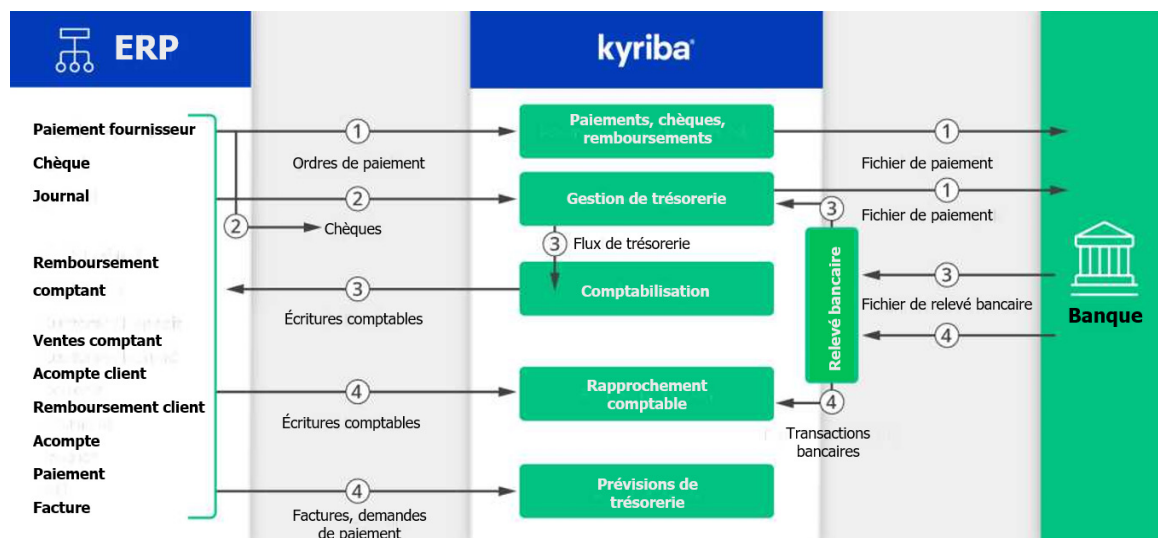 ERP
kyriba
Paiement fournisseur
Chèque
Journal
Remboursement
comptant
Ventes comptant
Acompte client
Remboursement client
Acompte
Paiement
Facture
1
Ordres de paiement
2
2
Chèques
3
Écritures comptables
4
Écritures comptables
4
Factures, demandes
de paiement
Paiements, chèques,
remboursements
Gestion de trésorerie
3
Flux de trésorerie
Comptabilisation
Rapprochement
comptable
Prévisions de
trésorerie
1
Fichier de paiement
1
Fichier de paiement
3
Relevé bancaire
3
Fichier de relevé bancaire
4
4
Transactions
bancaires
Banque